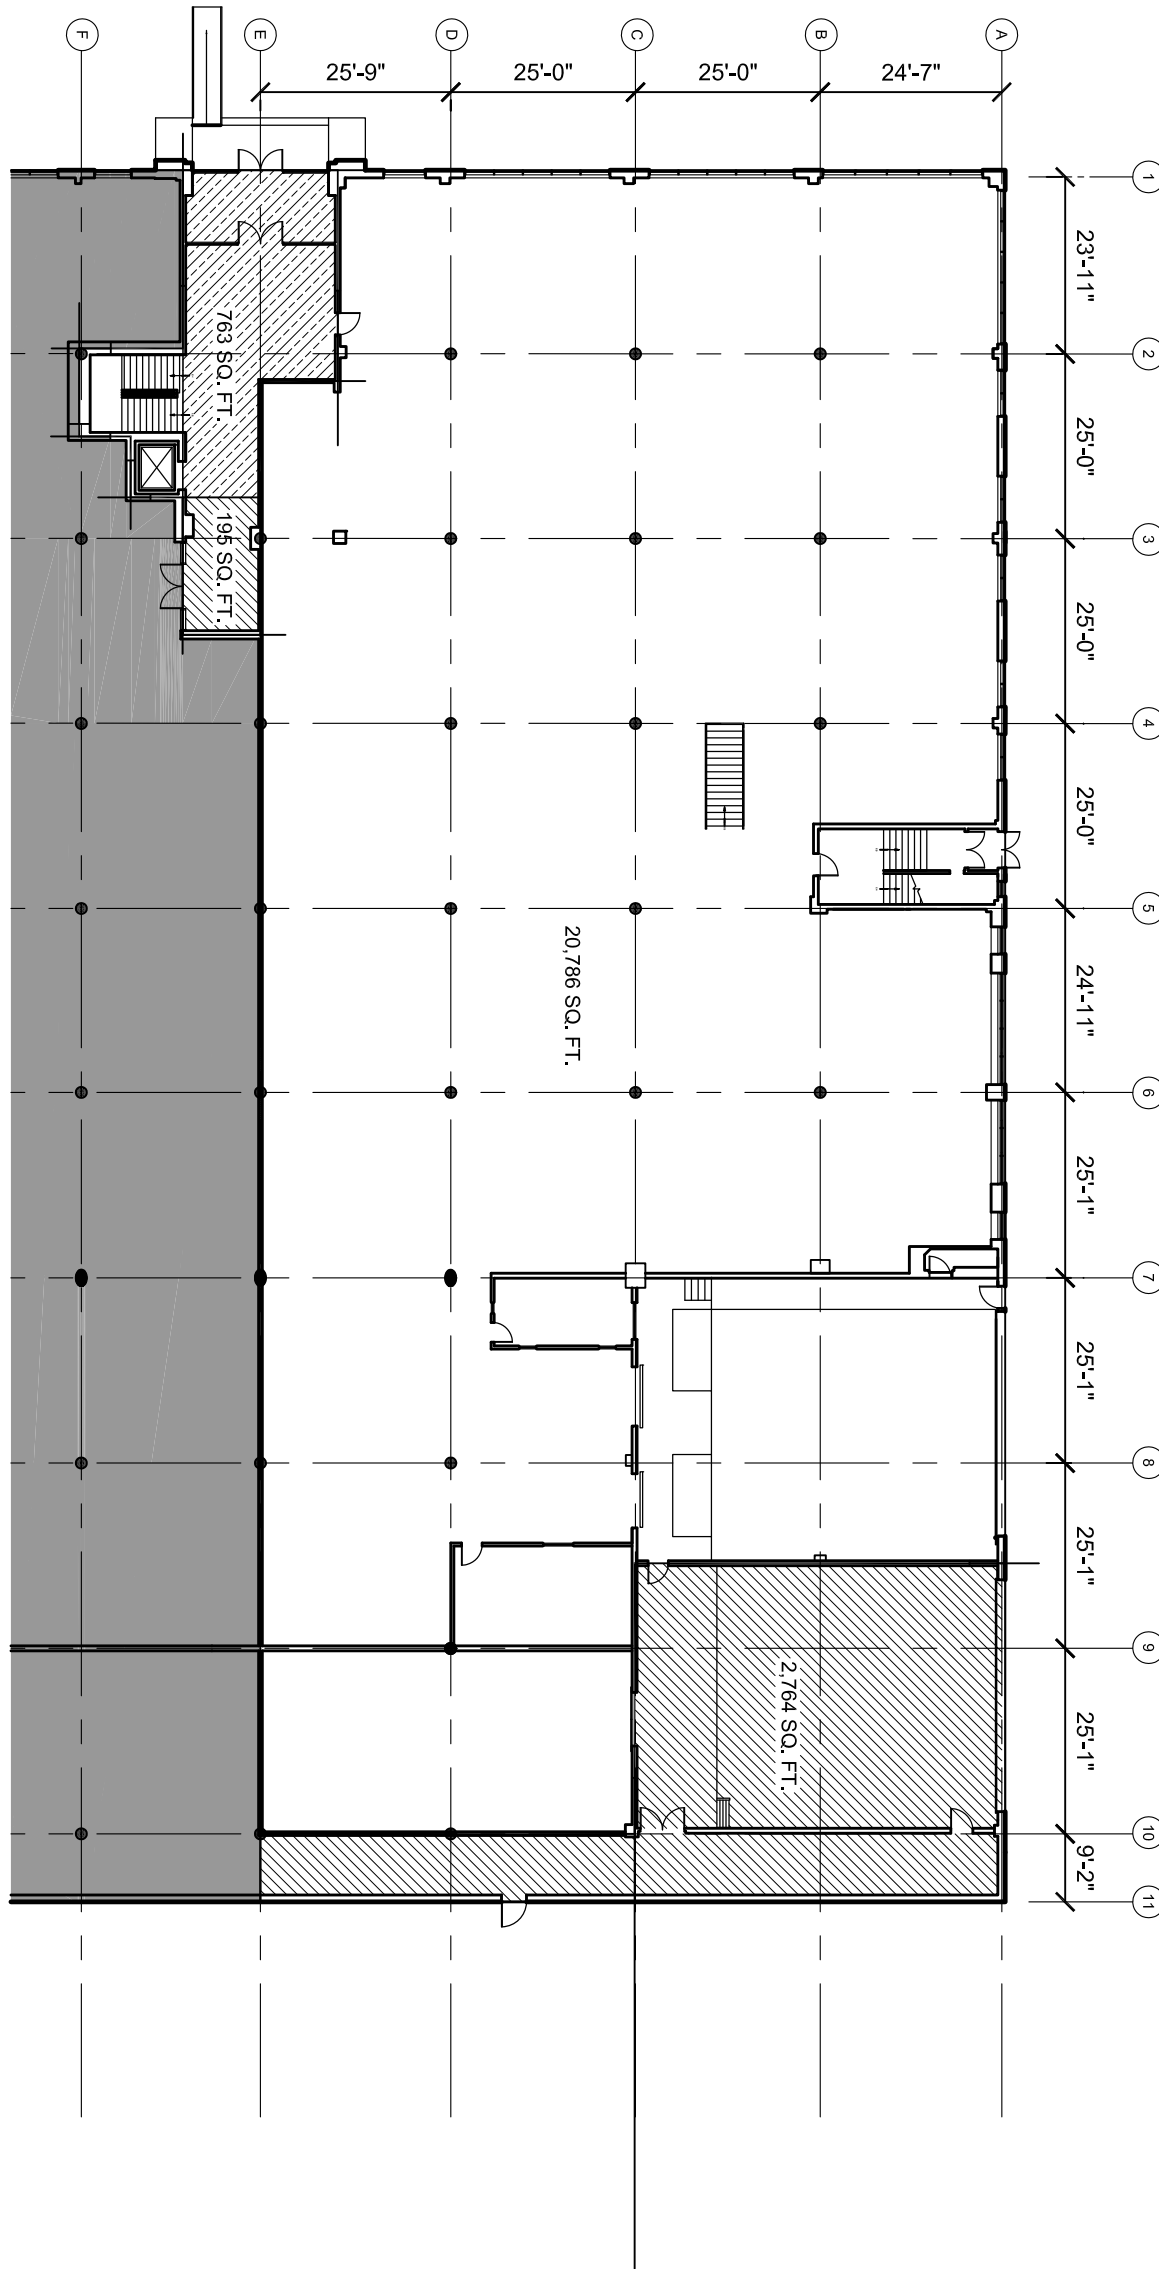 F
E
D
C
B
A
25'-9"
25'-0"
25'-0"
24'-7"
1
23'-11"
2
25'-0"
3
25'-0"
4
25'-0"
5
24'-11"
6
25'-1"
7
25'-1"
8
25'-1"
9
25'-1"
10
9'-2"
11
763 SQ. FT.
195 SQ. FT.
20,786 SQ. FT.
2,764 SQ. FT.